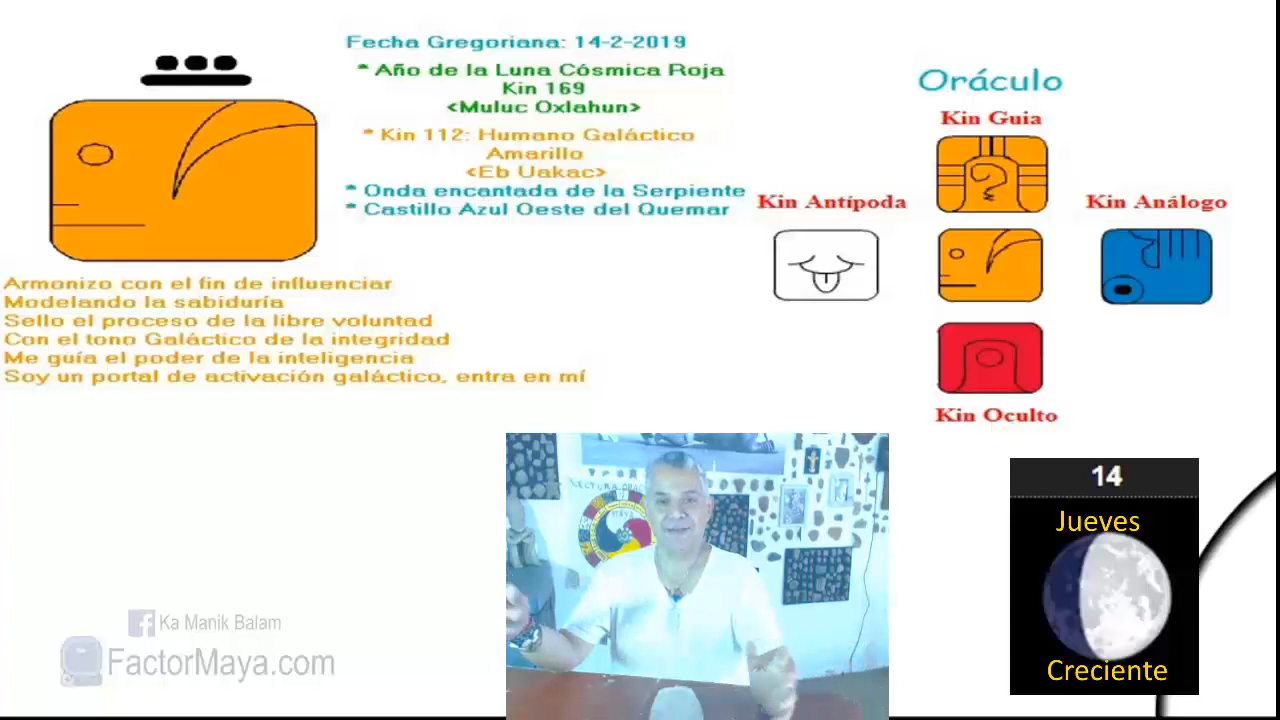 Fecha Gregoriana: 14-2-2019
* Año de la Luna Cósmica Roja
Kin 169
<Muluc Oxlahun>
* Kin 112: Humano Galáctico
Amarillo
<Eb Uakac>
* Onda encantada de la Serpiente
* Castillo Azul Oeste del Quemar
Armonizo con el fin de influenciar
Modelando la sabiduría
Sello el proceso de la libre voluntad
Con el tono Galáctico de la integridad
Me guía el poder de la inteligencia
Soy un portal de activación galáctico, entra en mí
Oráculo
Kin Guia
Kin Antípoda
Kin Análogo
Kin Oculto
LECTURA
14
Jueves
Creciente
Ka Manik Balam
FactorMaya.com